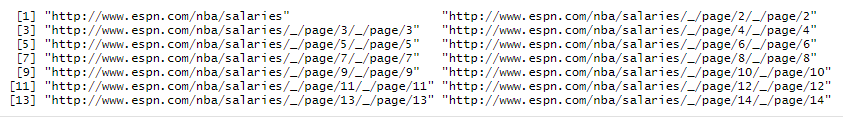 [1] "http://www.espn.com/nba/salaries" "http://www.espn.com/nba/salaries/_/page/2/_/page/2"
[3] "http://www.espn.com/nba/salaries/_/page/3/_/page/3" "http://www.espn.com/nba/salaries/_/page/4/_/page/4"
[5] "http://www.espn.com/nba/salaries/_/page/5/_/page/5" "http://www.espn.com/nba/salaries/_/page/6/_/page/6"
[7] "http://www.espn.com/nba/salaries/_/page/7/_/page/7" "http://www.espn.com/nba/salaries/_/page/8/_/page/8"
[9] "http://www.espn.com/nba/salaries/_/page/9/_/page/9" "http://www.espn.com/nba/salaries/_/page/10/_/page/10"
[11] "http://www.espn.com/nba/salaries/_/page/11/_/page/11" "http://www.espn.com/nba/salaries/_/page/12/_/page/12"
[13] "http://www.espn.com/nba/salaries/_/page/13/_/page/13" "http://www.espn.com/nba/salaries/_/page/14/_/page/14"